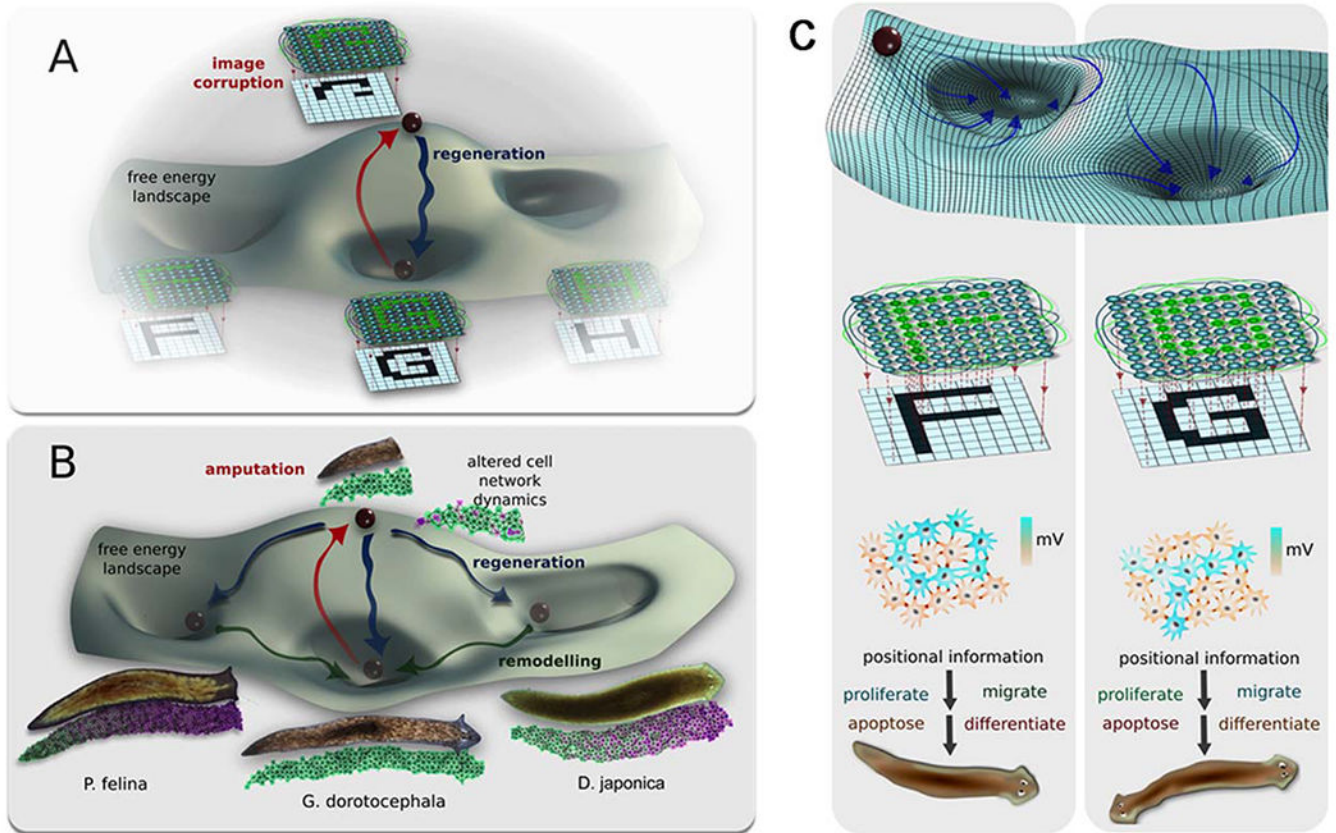 A
image
corruption
regeneration
free energy
landscape
F
G
H
B
amputation
altered cell
network
dynamics
free energy
landscape
regeneration
remodelling
P. felina
G. dorotocephala
D. japonica
C
F
G
mV
mV
positional information
proliferate
migrate
apoptose
differentiate
positional information
proliferate
migrate
apoptose
differentiate